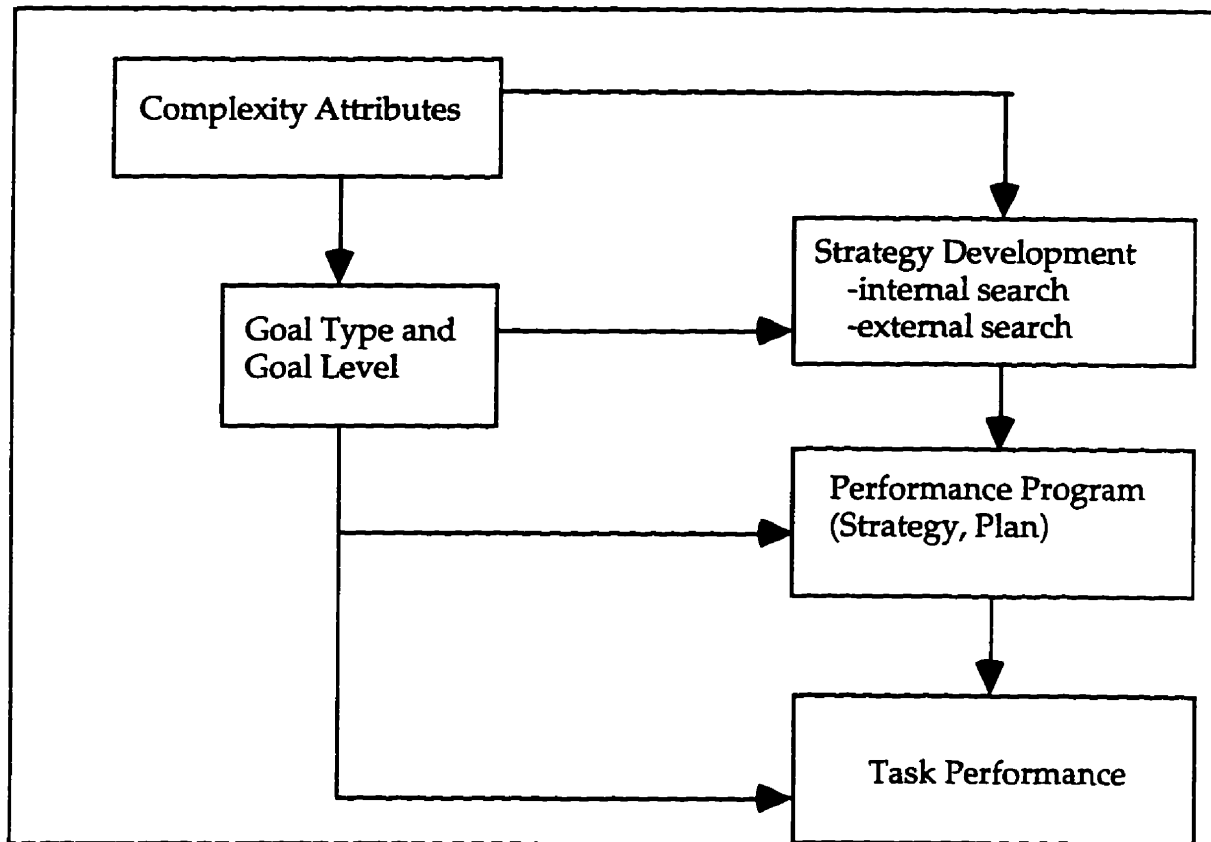 Complexity Attributes
Strategy Development
-internal search
-external search
Goal Type and
Goal Level
Performance Program
(Strategy, Plan)
Task Performance